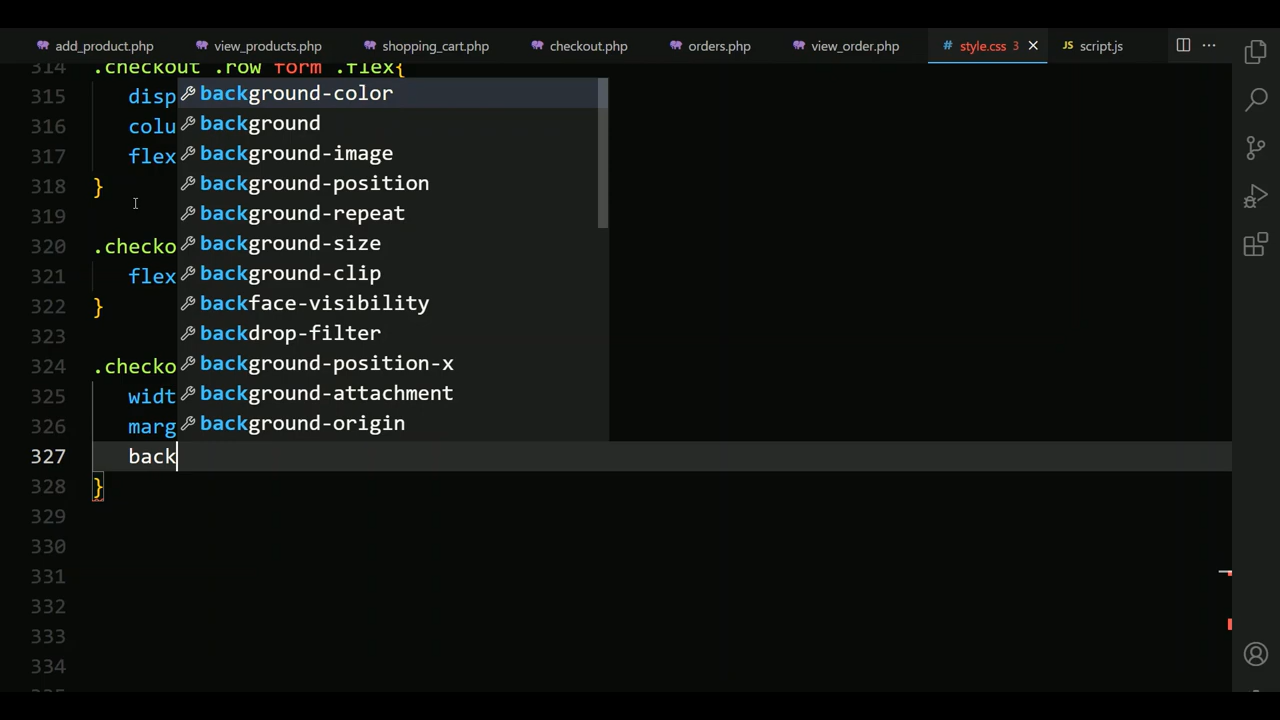 add_product.php view_products.php shopping_cart.php checkout.php orders.php view_order.php # style.css 3 JS script.js
314 .checkout .row form .flex{
315 disp background-color
316 colu background
317 flex background-image
318 } background-position
319 background-repeat
320 .checko background-size
321 flex background-clip
322 } backface-visibility
323 backdrop-filter
324 .checko background-position-x
325 widt background-attachment
326 marg background-origin
327 back
328 }
329
330
331
332
333
334